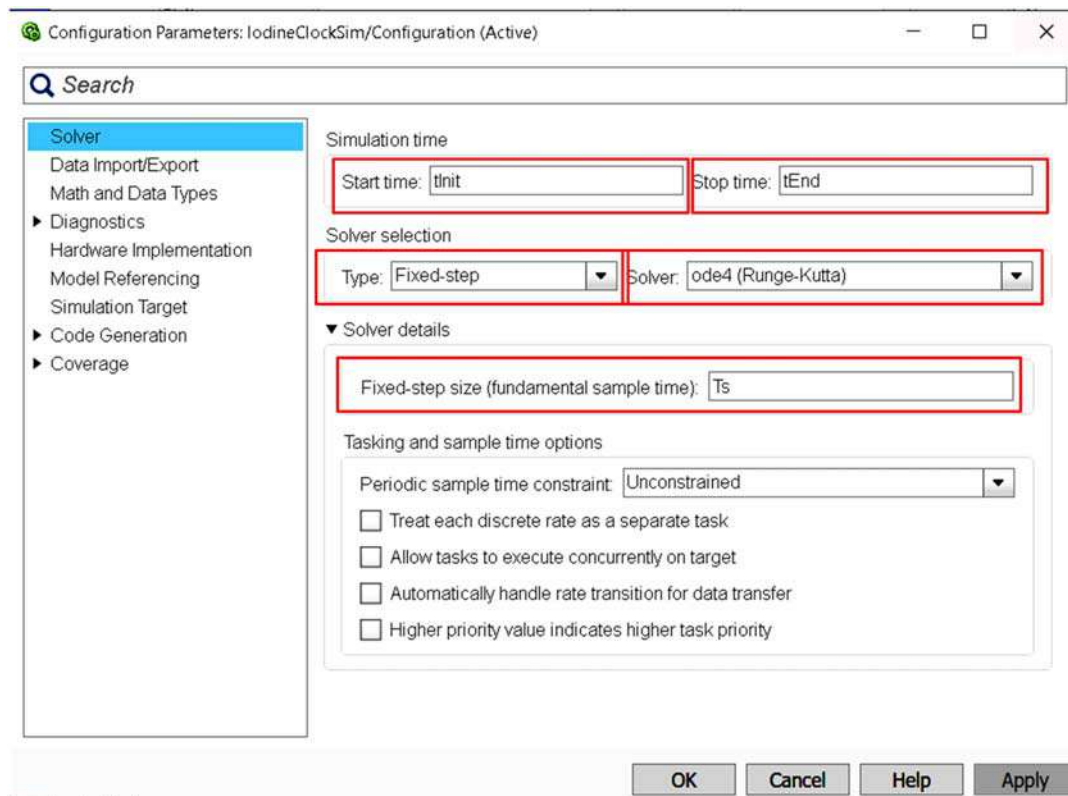 Configuration Parameters: IodineClockSim/Configuration (Active)
Search
Solver
Data Import/Export
Math and Data Types
Diagnostics
Hardware Implementation
Model Referencing
Simulation Target
Code Generation
Coverage
Simulation time
Start time: tInit Stop time: tEnd
Solver selection
Type: Fixed-step Solver: ode4 (Runge-Kutta)
Solver details
Fixed-step size (fundamental sample time): Ts
Tasking and sample time options
Periodic sample time constraint: Unconstrained
Treat each discrete rate as a separate task
Allow tasks to execute concurrently on target
Automatically handle rate transition for data transfer
Higher priority value indicates higher task priority
OK Cancel Help Apply